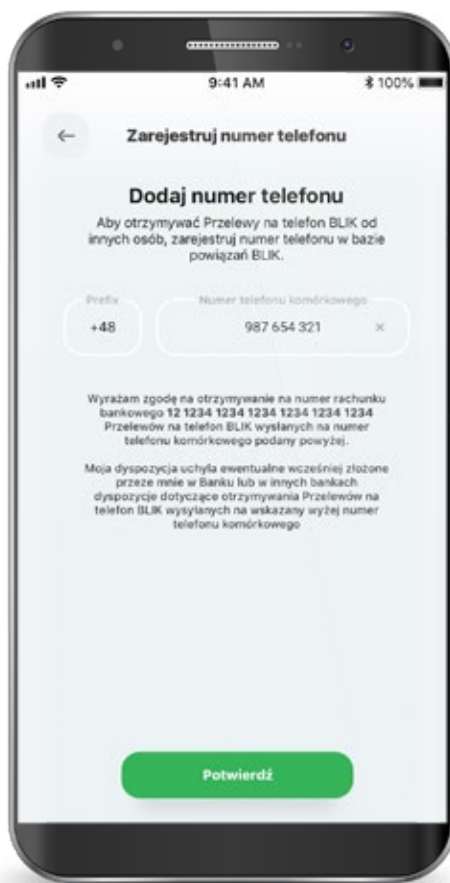 9:41 AM
100%
Zarejestruj numer telefonu
Dodaj numer telefonu
Aby otrzymywać Przelewy na telefon BLIK od
innych osób, zarejestruj numer telefonu w bazie
powiązań BLIK.
Prefix
Numer telefonu komórkowego
+48
987 654 321
Wyrażam zgodę na otrzymywanie na numer rachunku
bankowego 12 1234 1234 1234 1234 1234 1234
Przelewów na telefon BLIK wysłanych na numer
telefonu komórkowego podany powyżej.
Moja dyspozycja uchyla ewentualne wcześniej złożone
przeze mnie w Banku lub w innych bankach
dyspozycje dotyczące otrzymywania Przelewów na
telefon BLIK wysyłanych na wskazany wyżej numer
telefonu komórkowego
Potwierdź